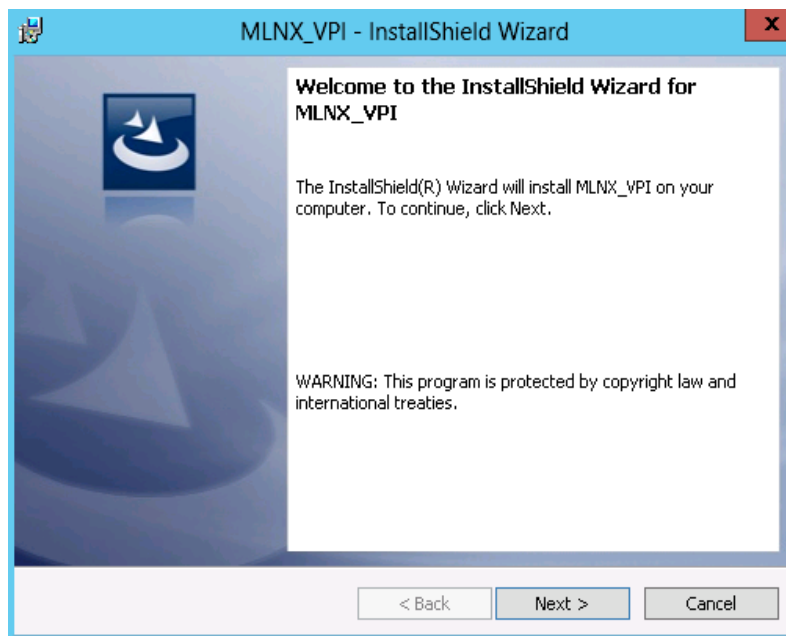 MLNX_VPI - InstallShield Wizard
x
Welcome to the InstallShield Wizard for
MLNX_VPI
The InstallShield(R) Wizard will install MLNX_VPI on your
computer. To continue, click Next.
WARNING: This program is protected by copyright law and
international treaties.
< Back
Next >
Cancel